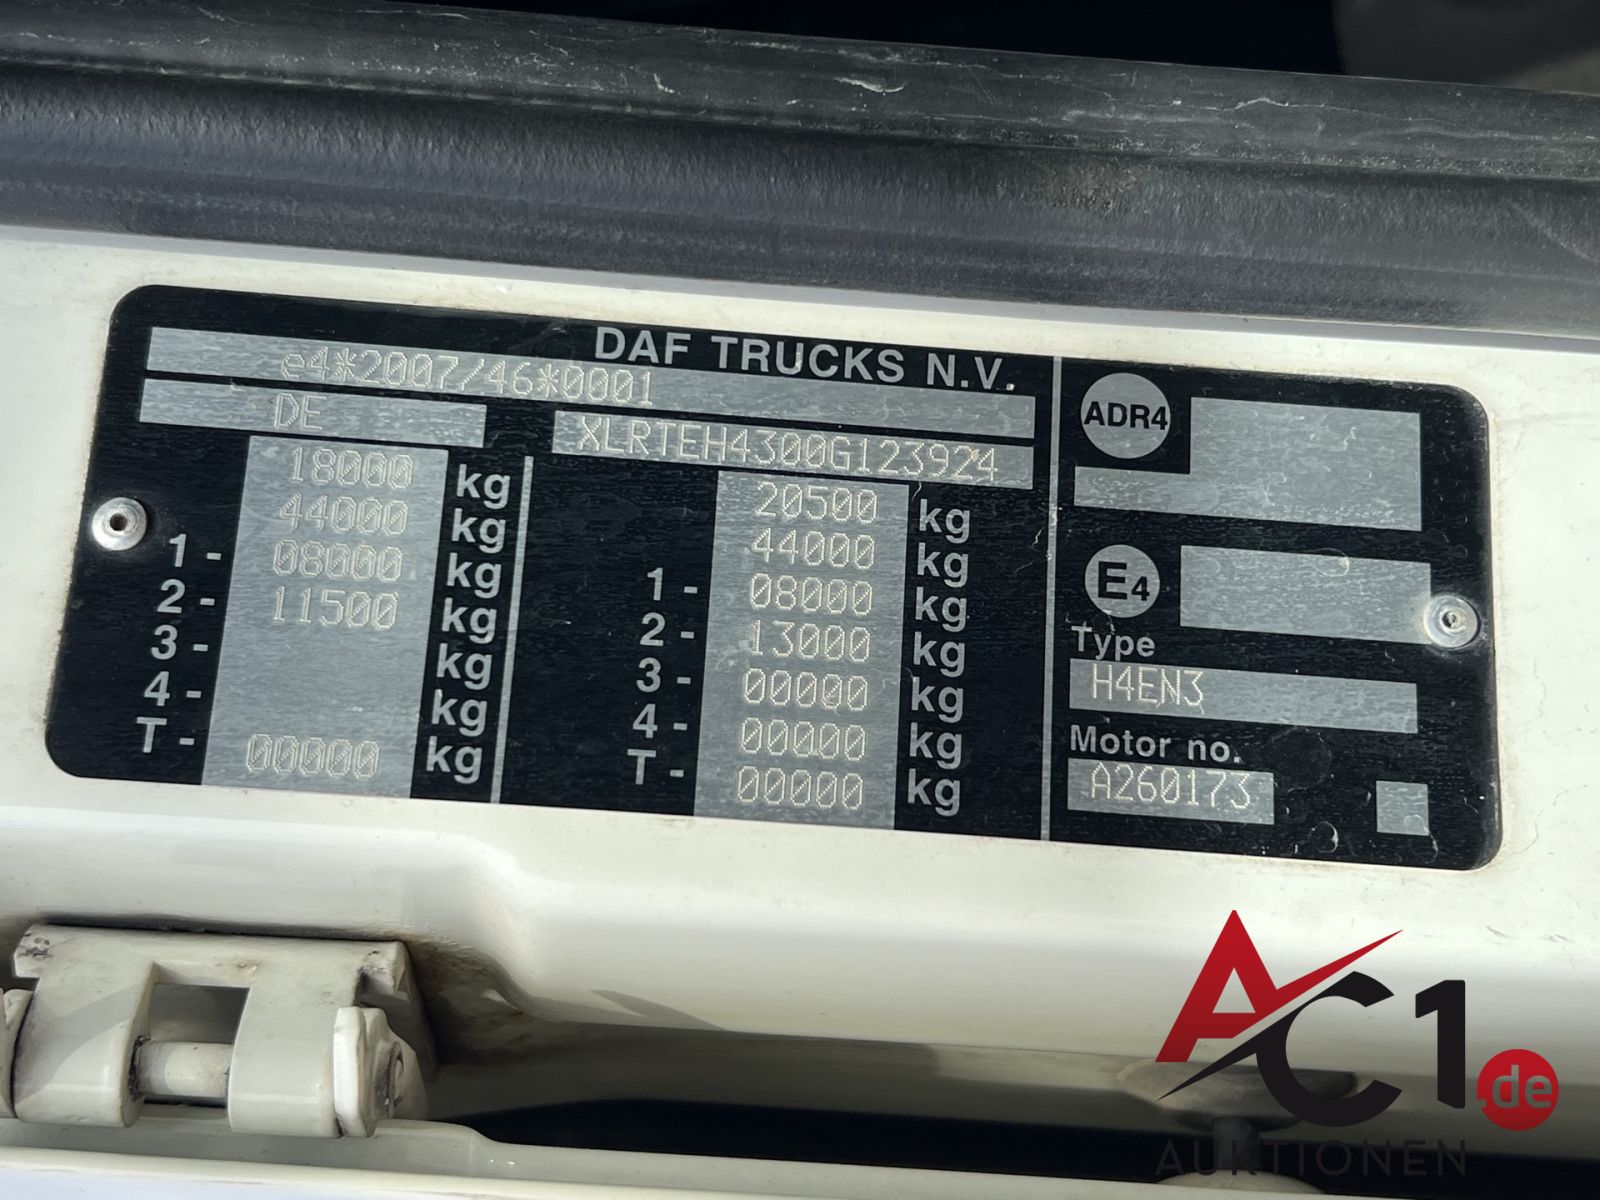 DAF TRUCKS N.V.
e4*2007/46*0001
DE
XLRTEH4300G123924
18000 kg
44000 kg
1- 08000 kg
2- 11500 kg
3- kg
4- kg
T- 00000 kg
20500 kg
44000 kg
1- 08000 kg
2- 13000 kg
3- 00000 kg
4- 00000 kg
T- 00000 kg
ADR4
E4
Type
H4EN3
Motor no.
A260173
AC1.de
AUKTIONEN